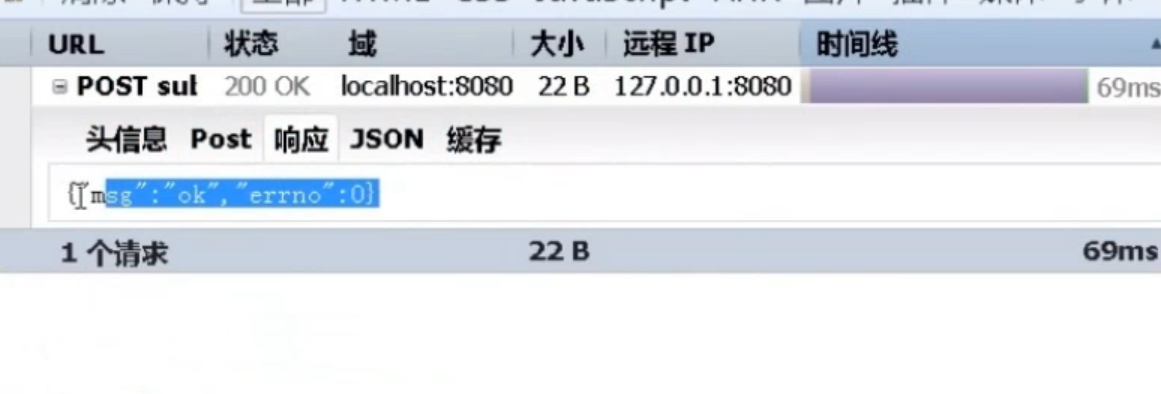 URL 状态 域 大小 远程 IP 时间线
POST sul 200 OK localhost:8080 22 B 127.0.0.1:8080 69ms
头信息 Post 响应 JSON 缓存
{"msg":"ok","errno":0}
1 个请求 22 B 69ms